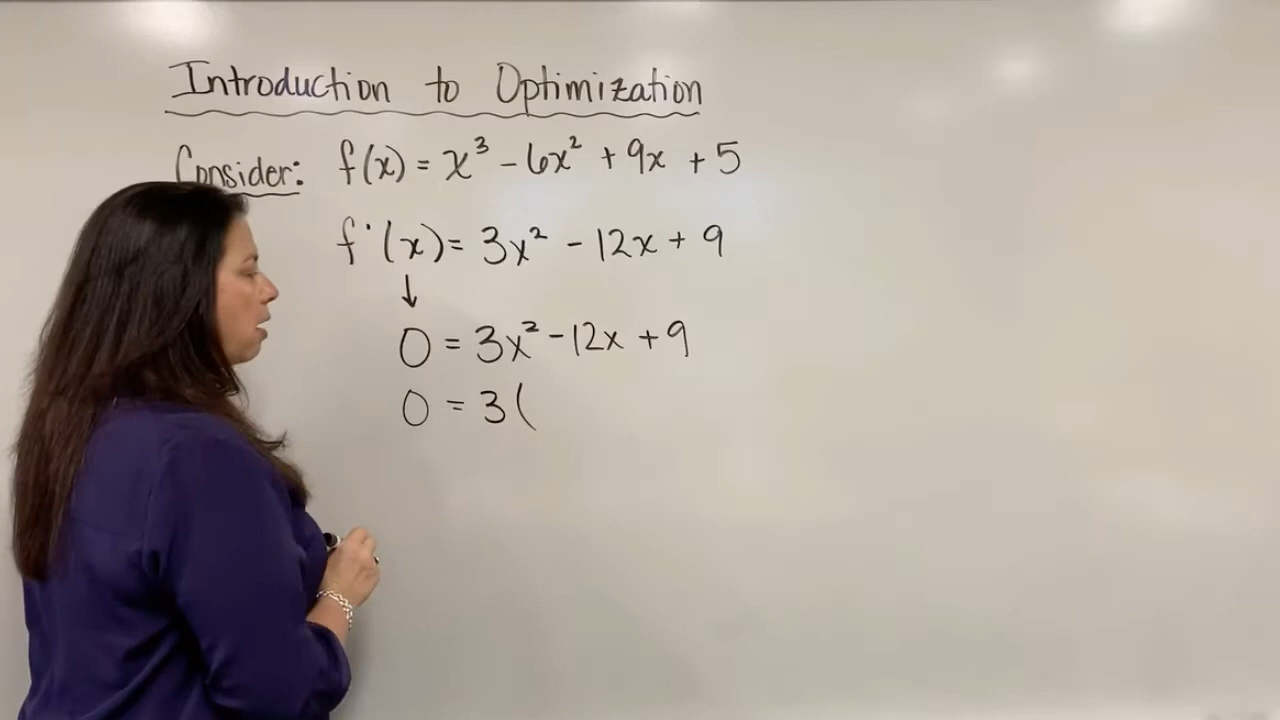 Introduction to Optimization
Consider: f(x) = x³ - 6x² + 9x + 5
f'(x) = 3x² - 12x + 9
↓
0 = 3x² - 12x + 9
0 = 3(